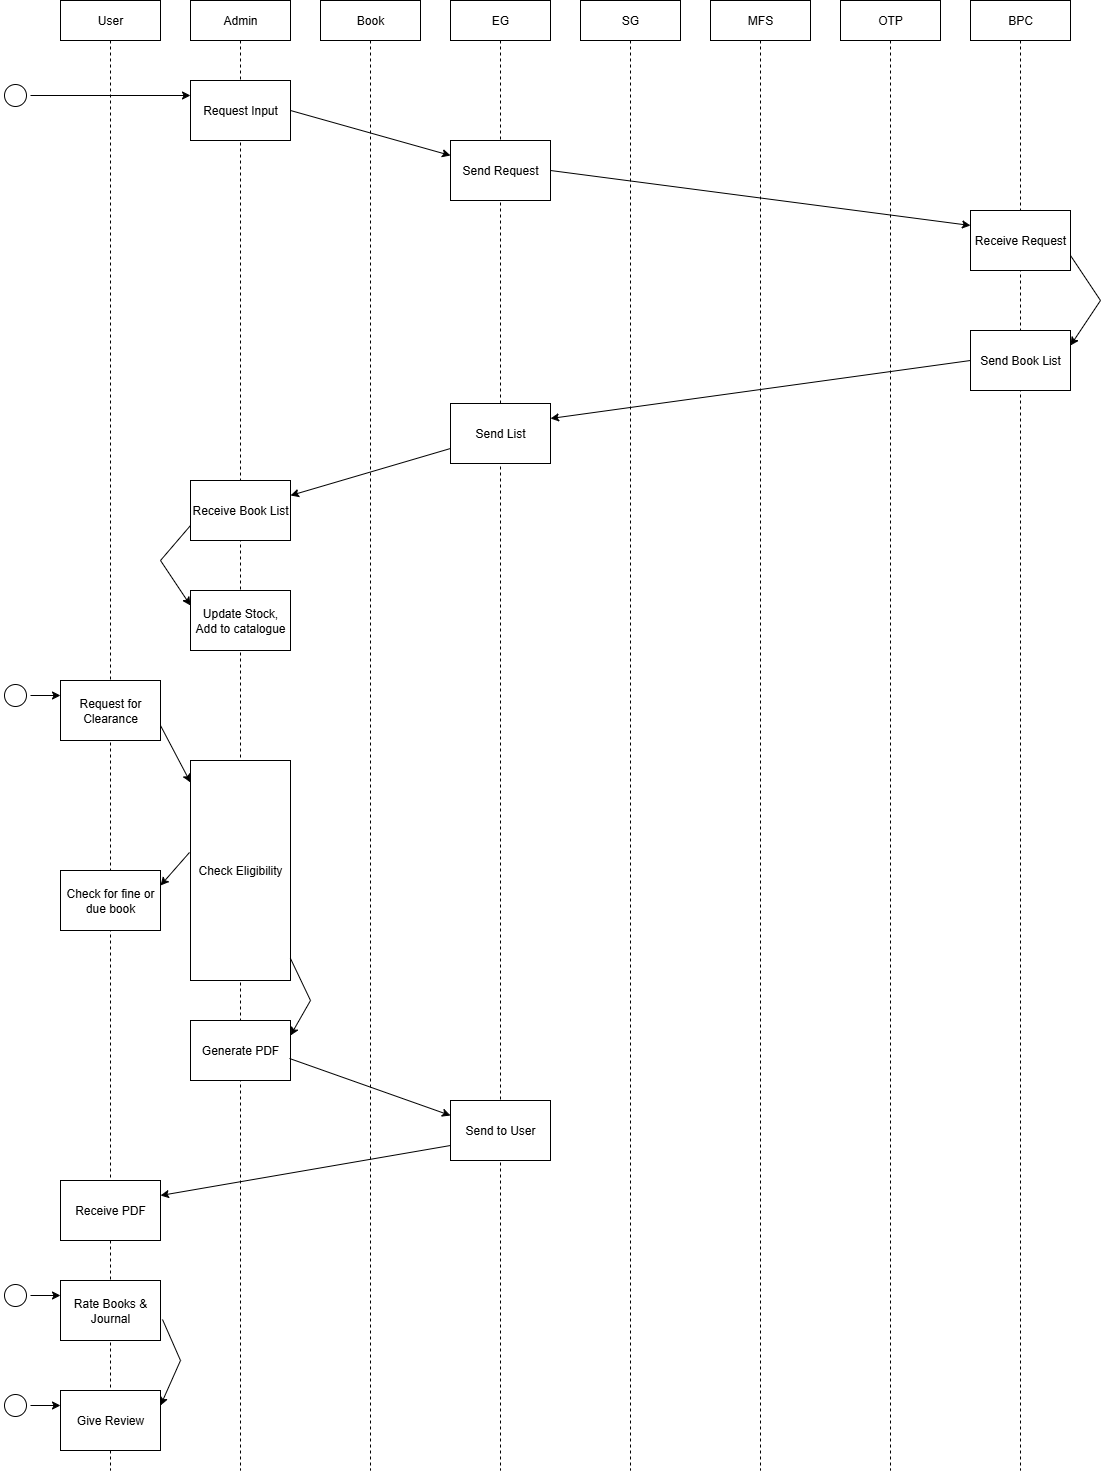 User
Admin
Book
EG
SG
MFS
OTP
BPC
Request Input
Send Request
Receive Request
Send Book List
Send List
Receive Book List
Update Stock,
Add to catalogue
Request for
Clearance
Check Eligibility
Check for fine or
due book
Generate PDF
Send to User
Receive PDF
Rate Books &
Journal
Give Review